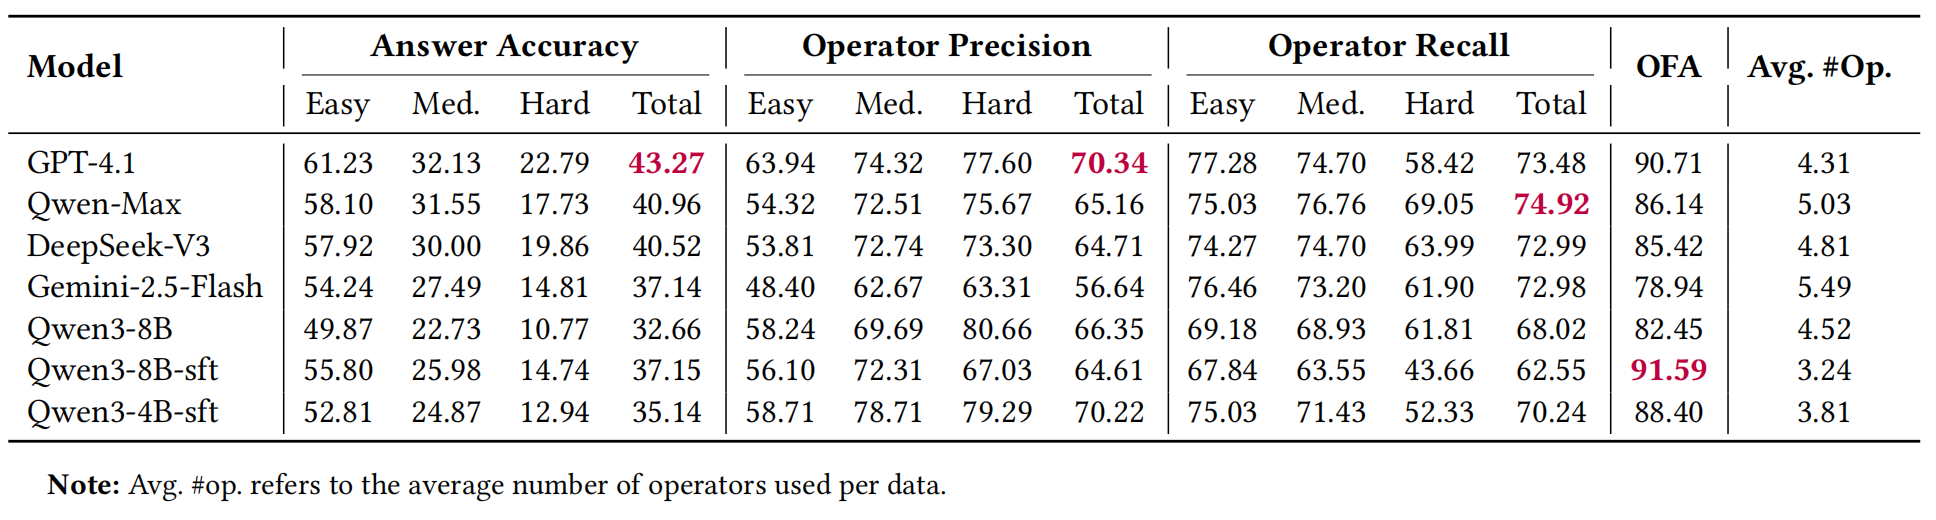 Model Answer Accuracy Operator Precision Operator Recall OFA Avg. #Op.
Easy Med. Hard Total Easy Med. Hard Total Easy Med. Hard Total
GPT-4.1 61.23 32.13 22.79 43.27 63.94 74.32 77.60 70.34 77.28 74.70 58.42 73.48 90.71 4.31
Qwen-Max 58.10 31.55 17.73 40.96 54.32 72.51 75.67 65.16 75.03 76.76 69.05 74.92 86.14 5.03
DeepSeek-V3 57.92 30.00 19.86 40.52 53.81 72.74 73.30 64.71 74.27 74.70 63.99 72.99 85.42 4.81
Gemini-2.5-Flash 54.24 27.49 14.81 37.14 48.40 62.67 63.31 56.64 76.46 73.20 61.90 72.98 78.94 5.49
Qwen3-8B 49.87 22.73 10.77 32.66 58.24 69.69 80.66 66.35 69.18 68.93 61.81 68.02 82.45 4.52
Qwen3-8B-sft 55.80 25.98 14.74 37.15 56.10 72.31 67.03 64.61 67.84 63.55 43.66 62.55 91.59 3.24
Qwen3-4B-sft 52.81 24.87 12.94 35.14 58.71 78.71 79.29 70.22 75.03 71.43 52.33 70.24 88.40 3.81
Note: Avg. #op. refers to the average number of operators used per data.